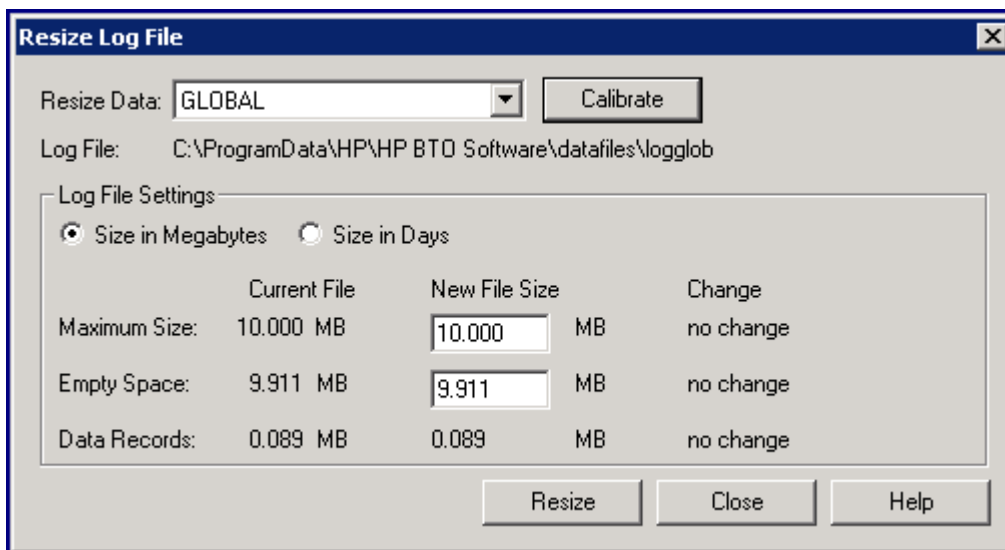 Resize Log File
Resize Data: GLOBAL Calibrate
Log File: C:\ProgramData\HP\HP BTO Software\datafiles\logglob
Log File Settings
Size in Megabytes Size in Days
Current File New File Size Change
Maximum Size: 10.000 MB 10.000 MB no change
Empty Space: 9.911 MB 9.911 MB no change
Data Records: 0.089 MB 0.089 MB no change
Resize Close Help